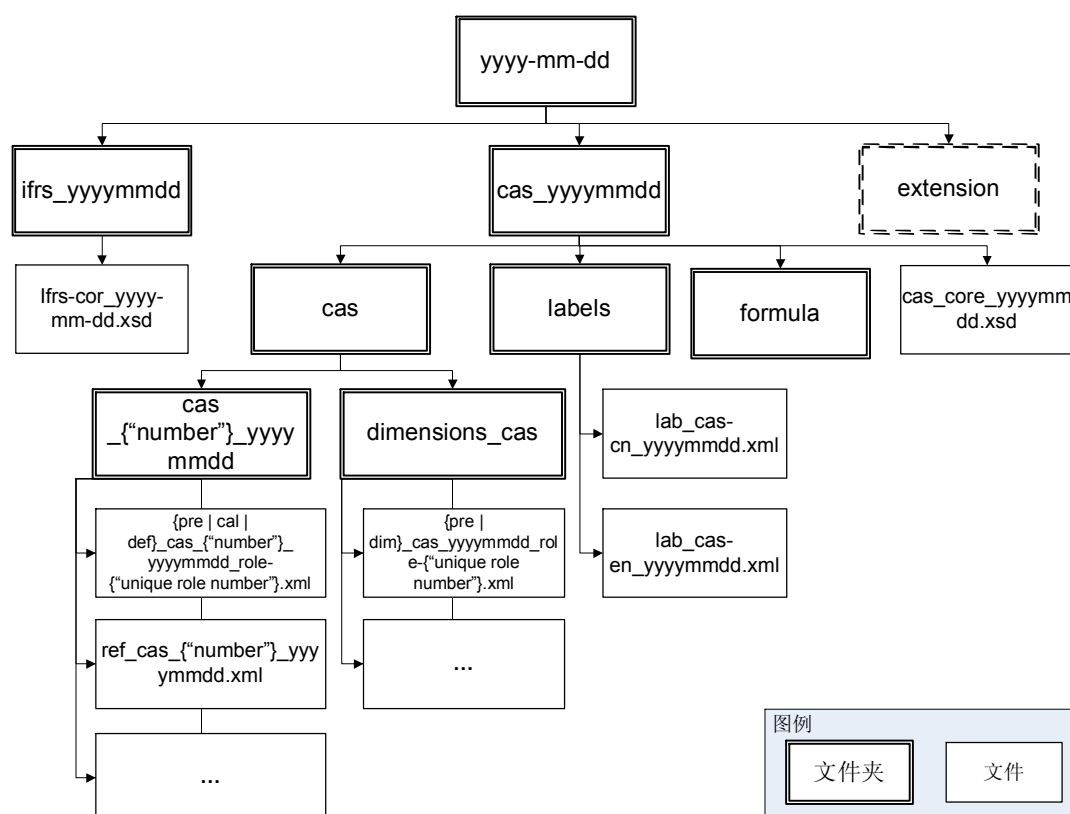 yyyy-mm-dd
ifrs_yyyymmdd
cas_yyyymmdd
extension
Ifrs-cor_yyyy-
mm-dd.xsd
cas
labels
formula
cas_core_yyyymm
dd.xsd
cas
_{“number”}_yyyy
mmdd
dimensions_cas
lab_cas-
cn_yyyymmdd.xml
{pre | cal |
def}_cas_{“number”}_
yyyymmdd_role-
{“unique role number”}.xml
{pre |
dim}_cas_yyyymmdd_rol
e-{“unique role
number”}.xml
lab_cas-
en_yyyymmdd.xml
ref_cas_{“number”}_yyy
ymmdd.xml
...
...
图例
文件夹
文件